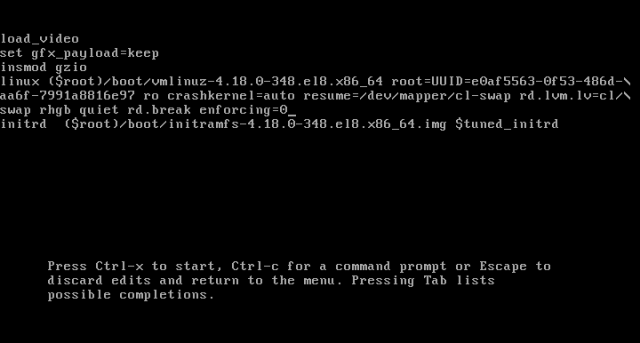 load_video
set gfx_payload=keep
insmod gzio
linux ($root)/boot/vmlinuz-4.18.0-348.el8.x86_64 root=UUID=e0af5563-0f53-486d-\
aa6f-7991a8816e97 ro crashkernel=auto resume=/dev/mapper/cl-swap rd.lvm.lv=cl/\
swap rhgb quiet rd.break enforcing=0_
initrd  ($root)/boot/initramfs-4.18.0-348.el8.x86_64.img $tuned_initrd
Press Ctrl-x to start, Ctrl-c for a command prompt or Escape to
discard edits and return to the menu. Pressing Tab lists
possible completions.